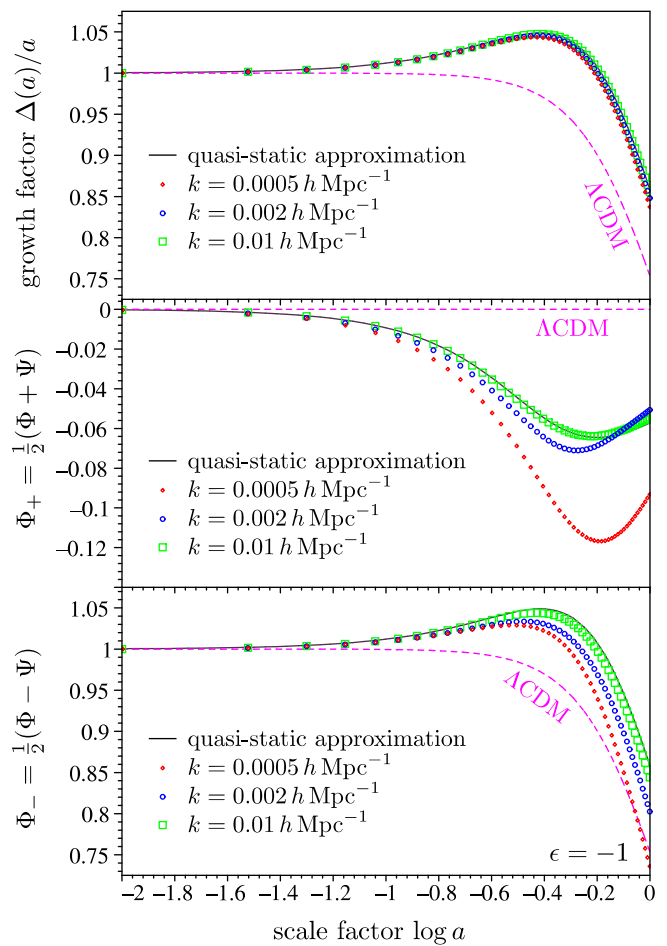 growth factor Δ(a)/a
1.05
1
0.95
0.9
0.85
0.8
0.75
quasi-static approximation
k = 0.0005 h Mpc⁻¹
k = 0.002 h Mpc⁻¹
k = 0.01 h Mpc⁻¹
ΛCDM
Φ₊ = ½(Φ + Ψ)
0
−0.02
−0.04
−0.06
−0.08
−0.1
−0.12
ΛCDM
quasi-static approximation
k = 0.0005 h Mpc⁻¹
k = 0.002 h Mpc⁻¹
k = 0.01 h Mpc⁻¹
Φ₋ = ½(Φ − Ψ)
1.05
1
0.95
0.9
0.85
0.8
0.75
ΛCDM
quasi-static approximation
k = 0.0005 h Mpc⁻¹
k = 0.002 h Mpc⁻¹
k = 0.01 h Mpc⁻¹
ϵ = −1
−2 −1.8 −1.6 −1.4 −1.2 −1 −0.8 −0.6 −0.4 −0.2 0
scale factor log a